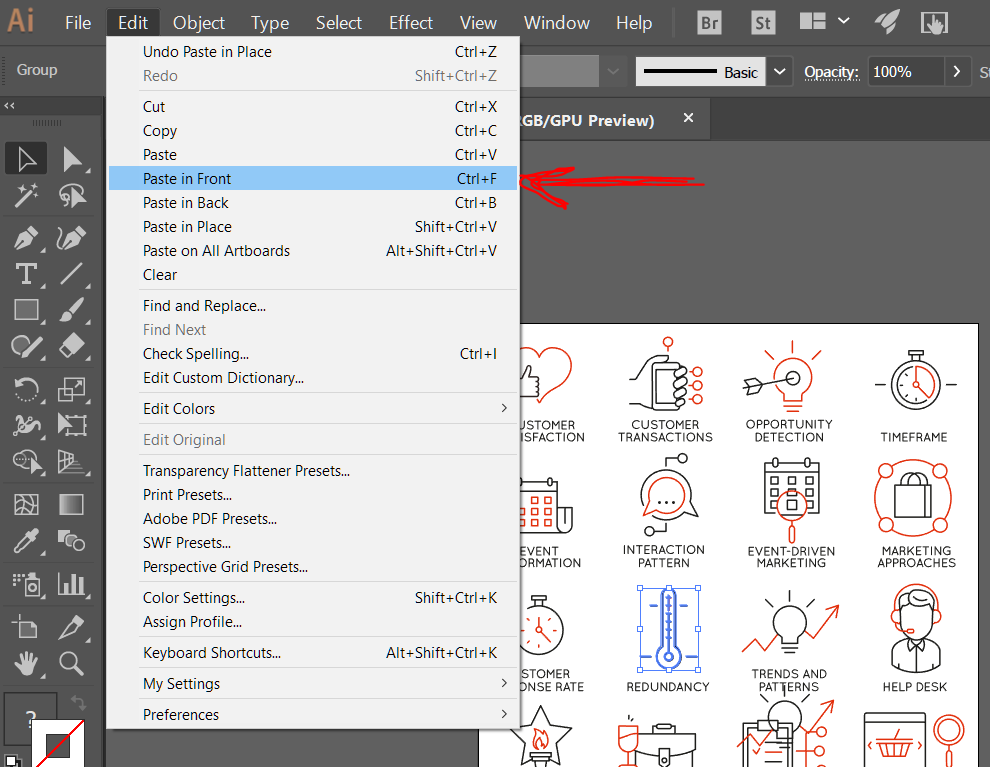 Ai File Edit Object Type Select Effect View Window Help Br St
Group Basic Opacity: 100% St
RGB/GPU Preview) ×
Undo Paste in Place Ctrl+Z
Redo Shift+Ctrl+Z
Cut Ctrl+X
Copy Ctrl+C
Paste Ctrl+V
Paste in Front Ctrl+F
Paste in Back Ctrl+B
Paste in Place Shift+Ctrl+V
Paste on All Artboards Alt+Shift+Ctrl+V
Clear
Find and Replace...
Find Next
Check Spelling... Ctrl+I
Edit Custom Dictionary...
Edit Colors
Edit Original
Transparency Flattener Presets...
Print Presets...
Adobe PDF Presets...
SWF Presets...
Perspective Grid Presets...
Color Settings... Shift+Ctrl+K
Assign Profile...
Keyboard Shortcuts... Alt+Shift+Ctrl+K
My Settings
Preferences
?
USTOMER
ISFACTION
CUSTOMER
TRANSACTIONS
OPPORTUNITY
DETECTION
TIMEFRAME
EVENT
ORMATION
INTERACTION
PATTERN
EVENT-DRIVEN
MARKETING
MARKETING
APPROACHES
STOMER
ONSE RATE
REDUNDANCY
TRENDS AND
PATTERNS
HELP DESK